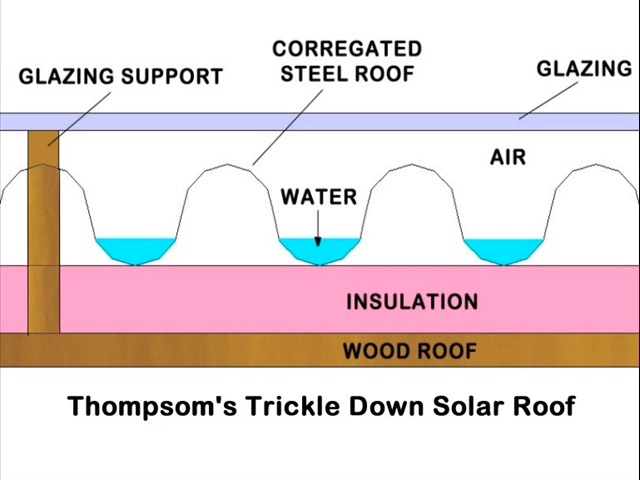 CORREGATED
STEEL ROOF
GLAZING SUPPORT
GLAZING
AIR
WATER
INSULATION
WOOD ROOF
Thompsom's Trickle Down Solar Roof